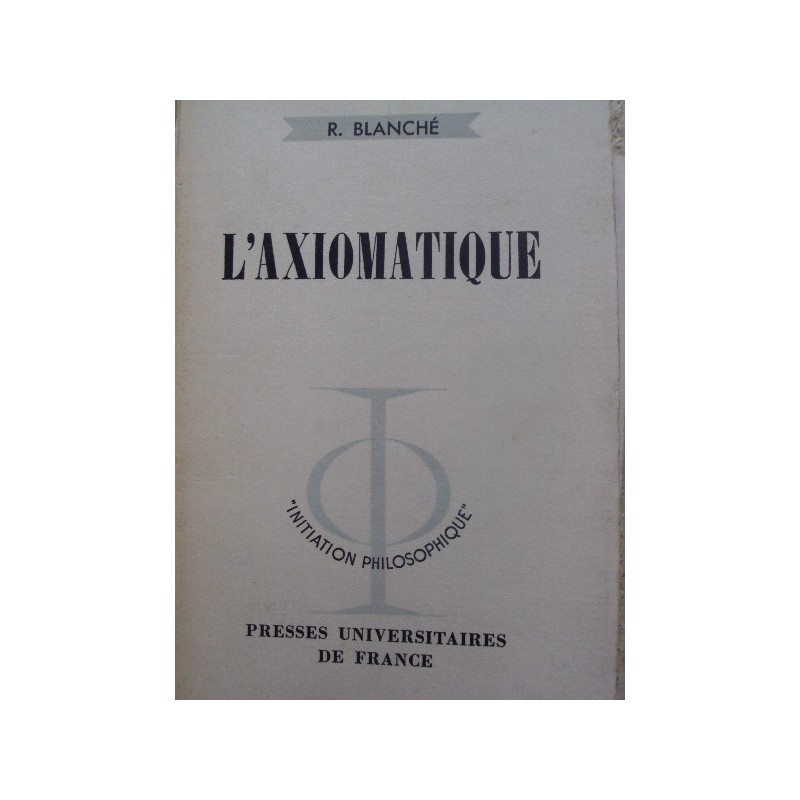 R. BLANCHÉ
L'AXIOMATIQUE
"INITIATION PHILOSOPHIQUE"
PRESSES UNIVERSITAIRES
DE FRANCE